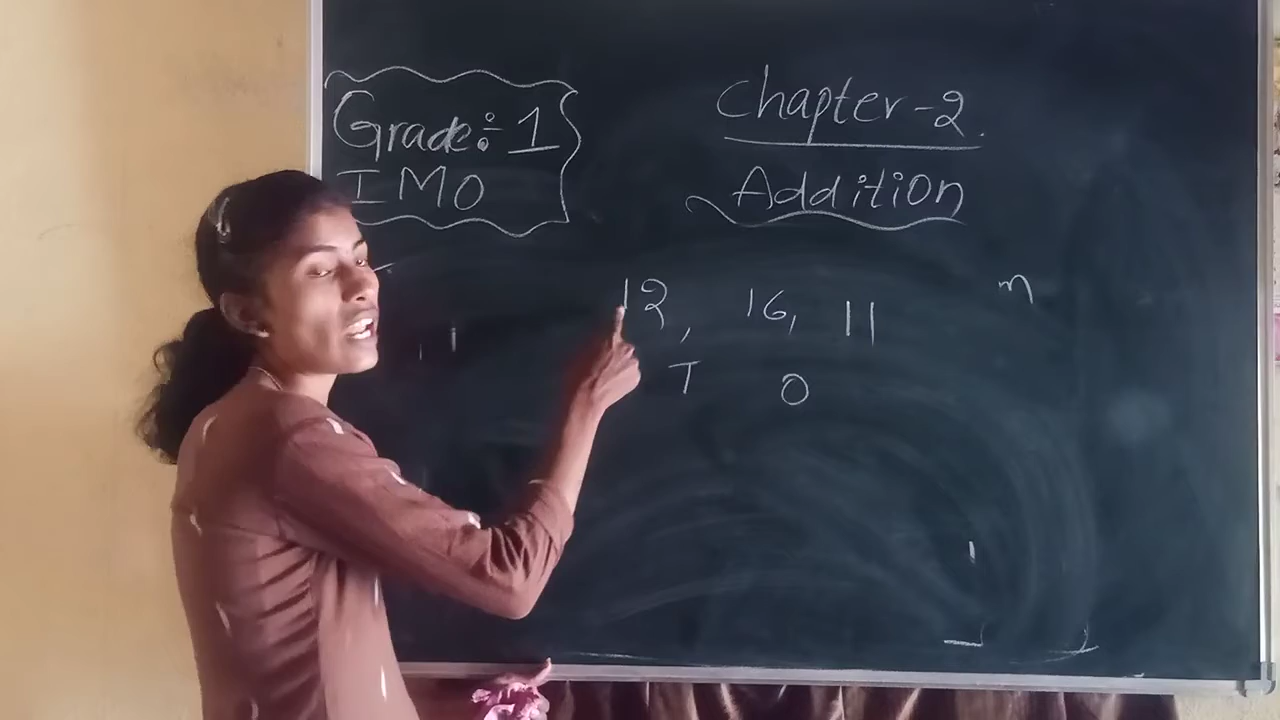 Grade:- 1
IMO
Chapter-2.
Addition
12, 16, 11
T O